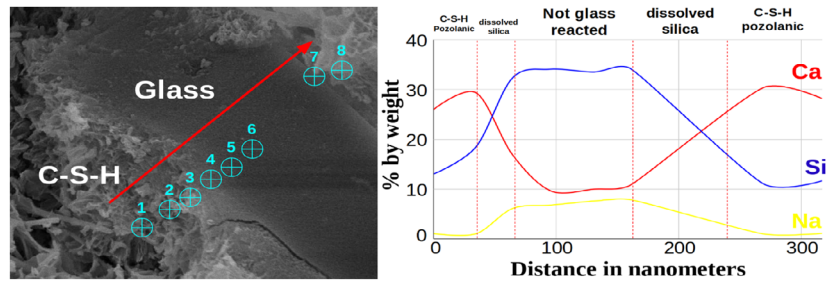 Glass
C-S-H
1
2
3
4
5
6
7
8
C-S-H
Pozolanic
dissolved
silica
Not glass
reacted
dissolved
silica
C-S-H
pozolanic
% by weight
40
30
20
10
0
Ca
Si
Na
0 100 200 300
Distance in nanometers